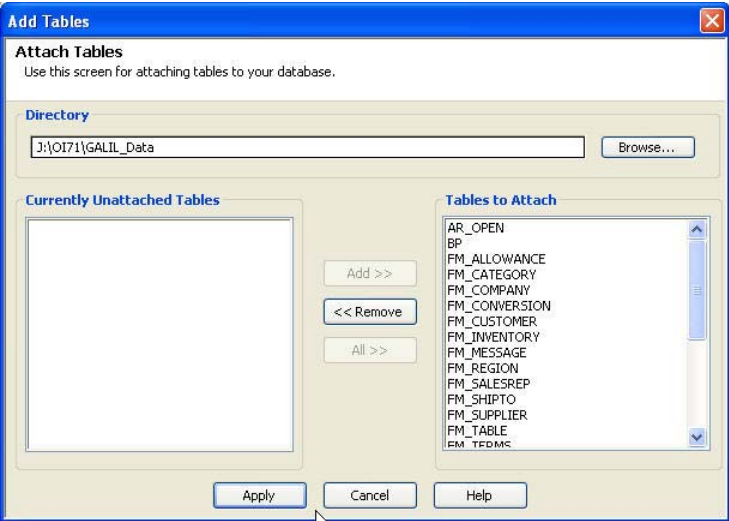 Add Tables
Attach Tables
Use this screen for attaching tables to your database.
Directory
J:\OI71\GALIL_Data
Browse...
Currently Unattached Tables
Add >>
<< Remove
All >>
Tables to Attach
AR_OPEN
BP
FM_ALLOWANCE
FM_CATEGORY
FM_COMPANY
FM_CONVERSION
FM_CUSTOMER
FM_INVENTORY
FM_MESSAGE
FM_REGION
FM_SALESREP
FM_SHIPTO
FM_SUPPLIER
FM_TABLE
FM_TERMS
Apply
Cancel
Help